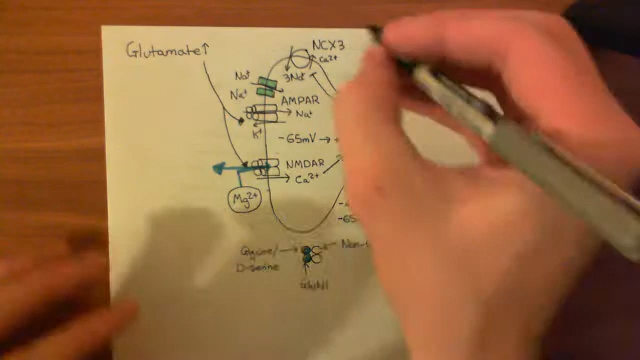 Glutamate↑
NCX3
Ca2+
3Na+
Na+
Na+
AMPAR
Na+
K+
-65mV →
NMDAR
Ca2+
Mg2+
-65
Glycine/
D-serine